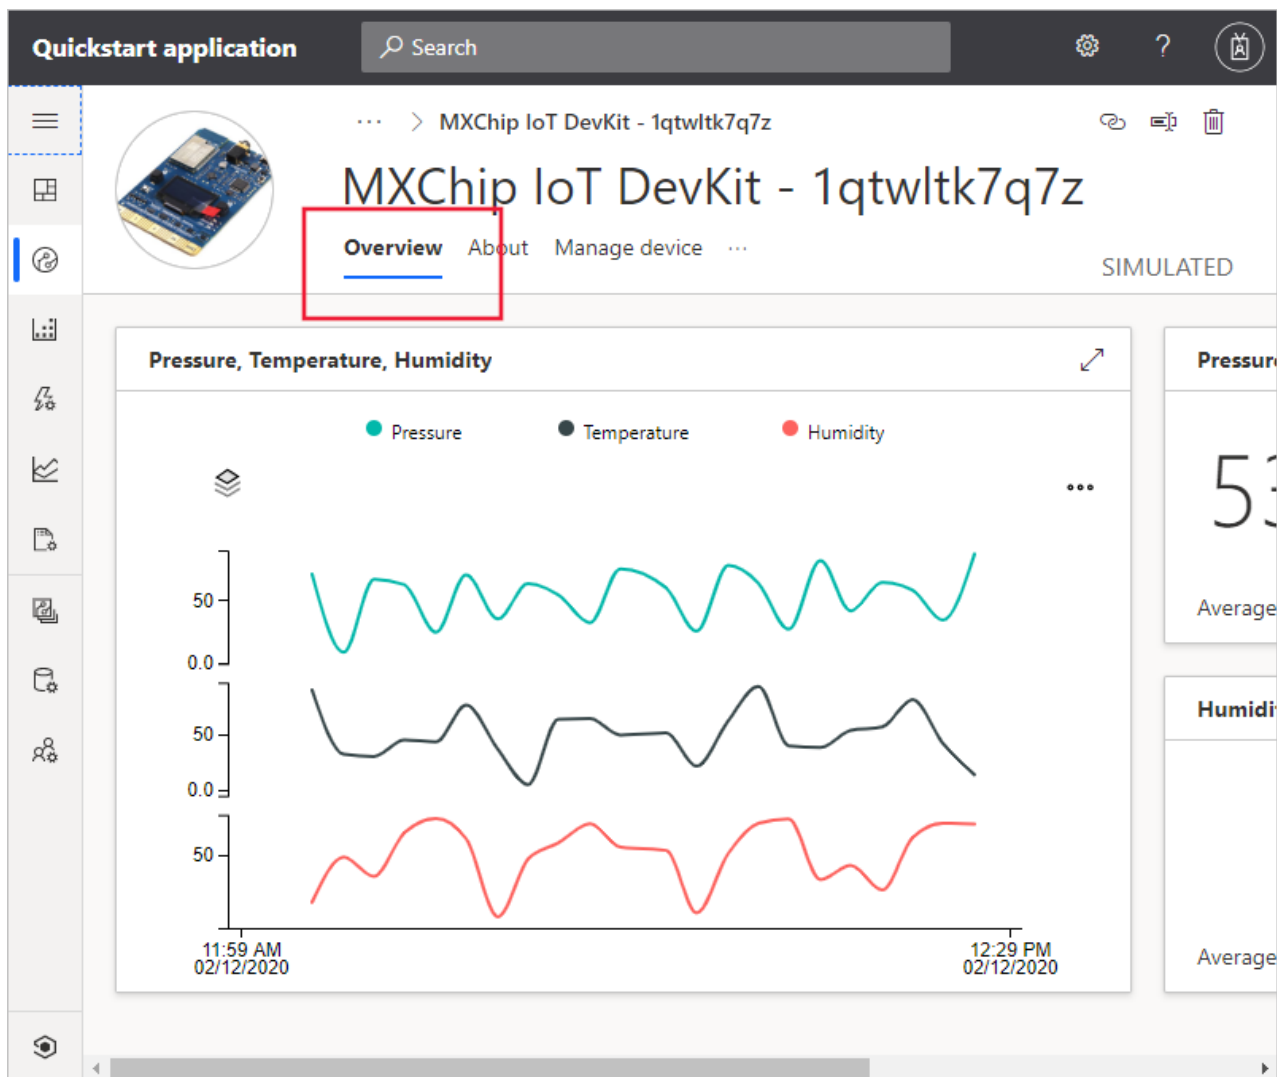 Quickstart application
Search
?
... > MXChip IoT DevKit - 1qtwltk7q7z
MXChip IoT DevKit - 1qtwltk7q7z
Overview About Manage device ...
SIMULATED
Pressure, Temperature, Humidity
Pressure Temperature Humidity
50
0.0
50
0.0
50
11:59 AM
02/12/2020
12:29 PM
02/12/2020
Pressur
53
Average
Humidi
Average